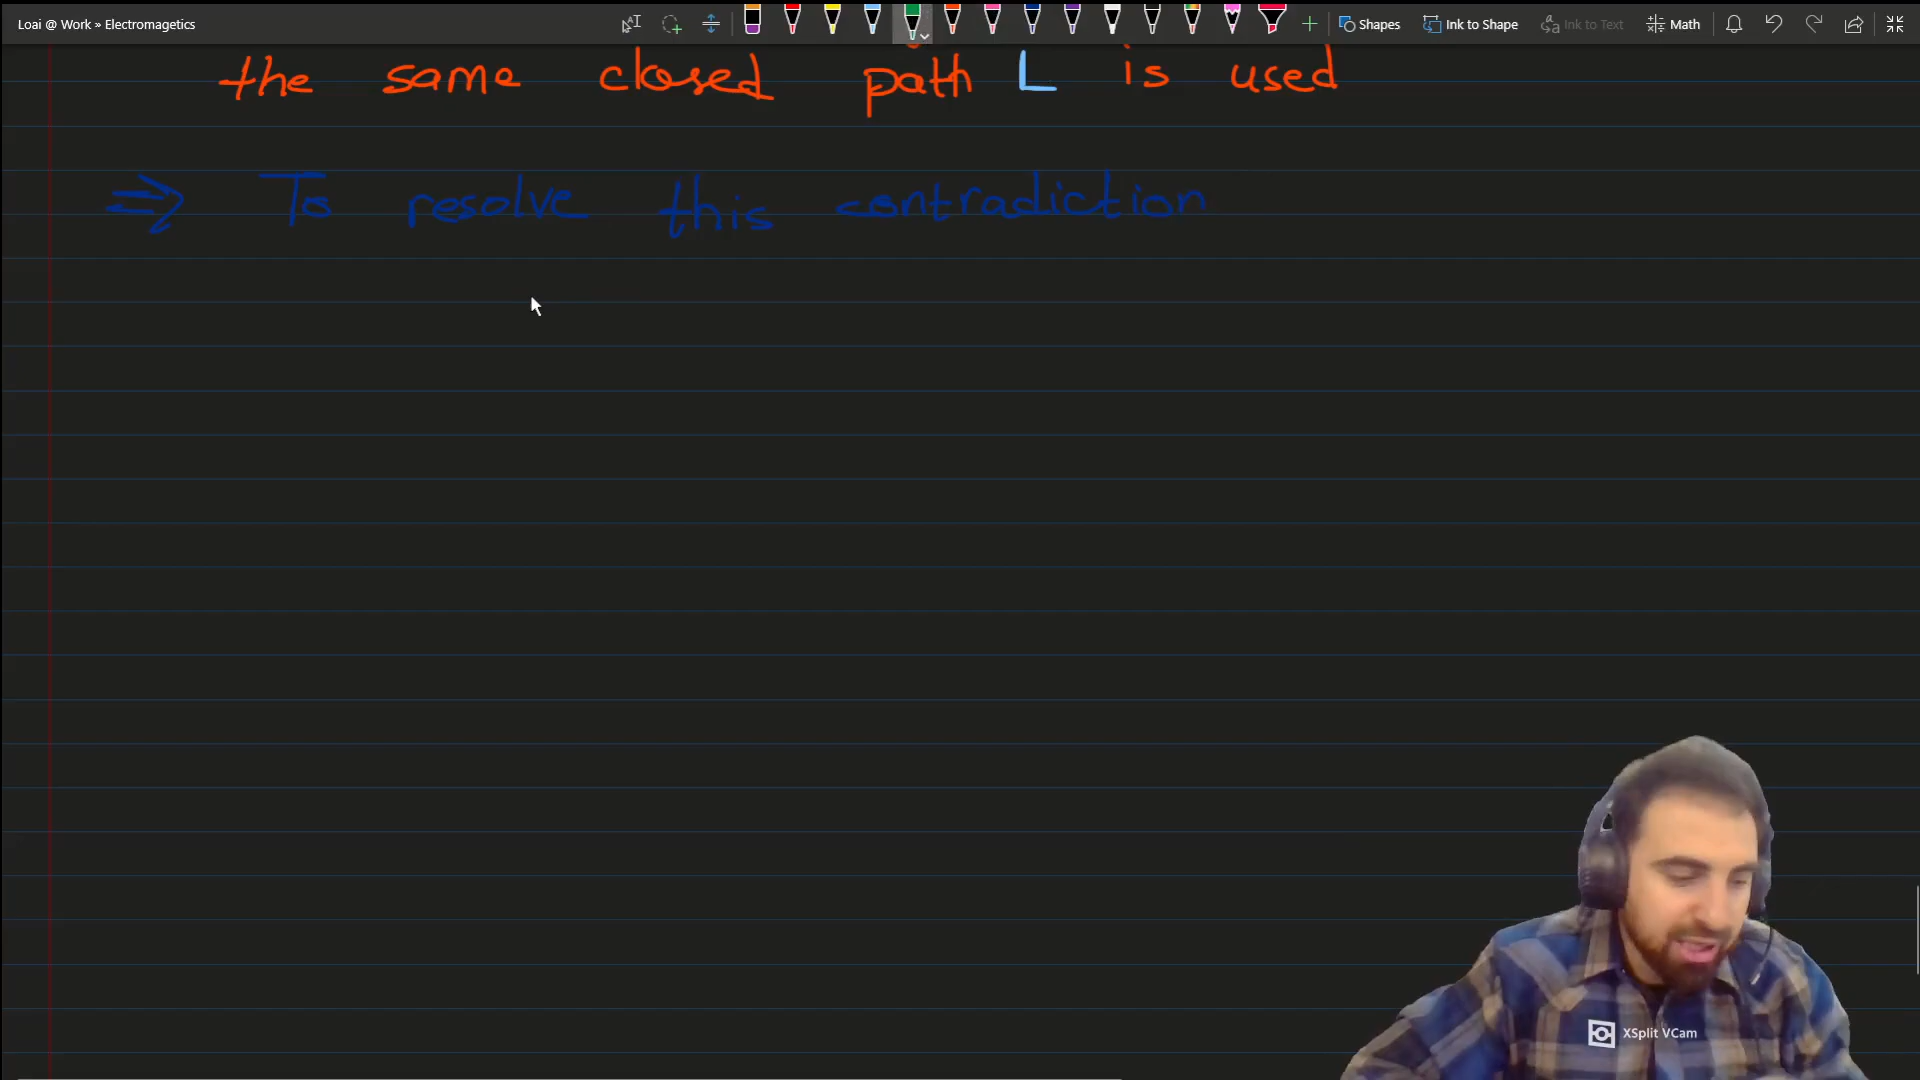 Loai @ Work » Electromagetics
Shapes Ink to Shape Ink to Text Math
the same closed path L is used
⇒ To resolve this contradiction
XSplit VCam